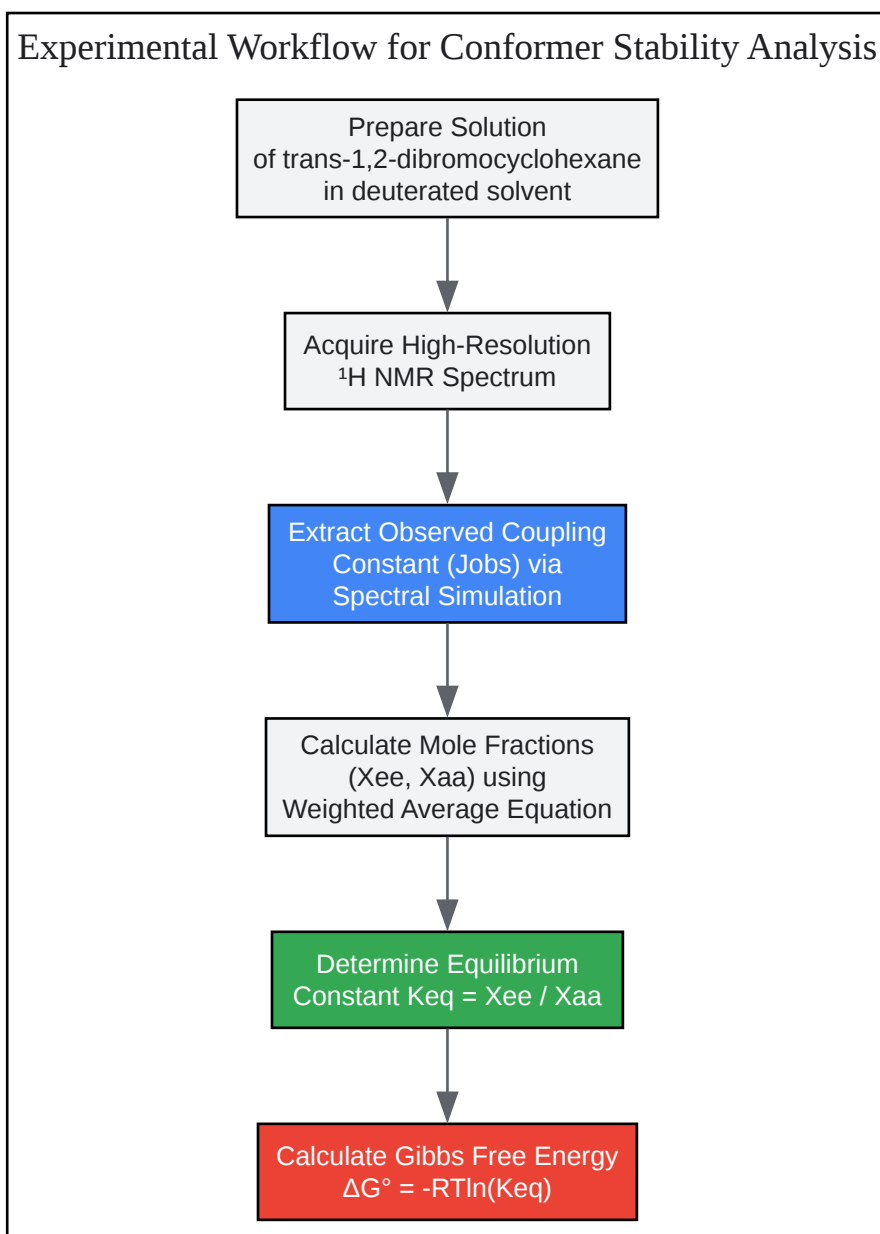 Experimental Workflow for Conformer Stability Analysis
Prepare Solution
of trans-1,2-dibromocyclohexane
in deuterated solvent
Acquire High-Resolution
¹H NMR Spectrum
Extract Observed Coupling
Constant (Jobs) via
Spectral Simulation
Calculate Mole Fractions
(Xee, Xaa) using
Weighted Average Equation
Determine Equilibrium
Constant Keq = Xee / Xaa
Calculate Gibbs Free Energy
ΔG° = -RTln(Keq)